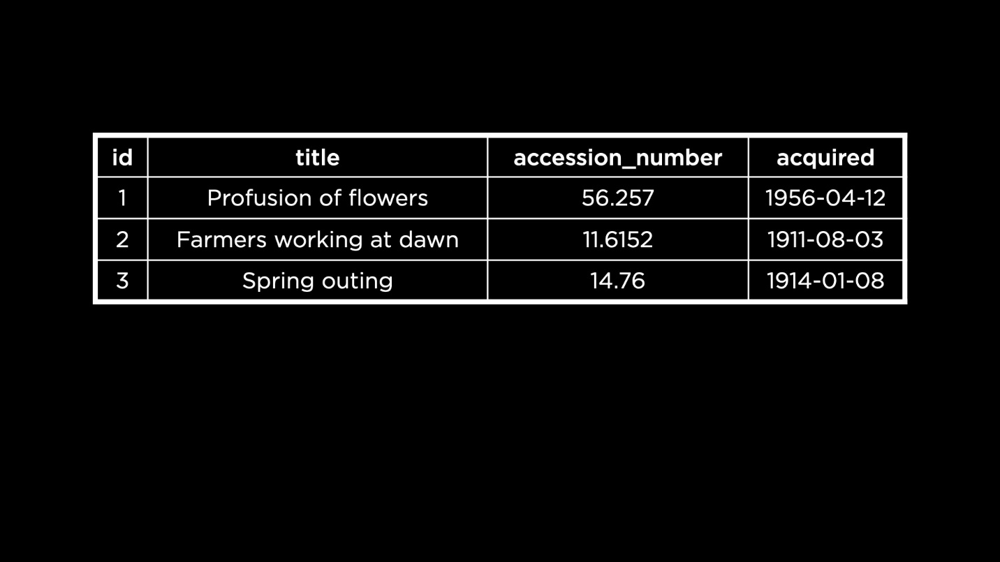 id title accession_number acquired
1 Profusion of flowers 56.257 1956-04-12
2 Farmers working at dawn 11.6152 1911-08-03
3 Spring outing 14.76 1914-01-08